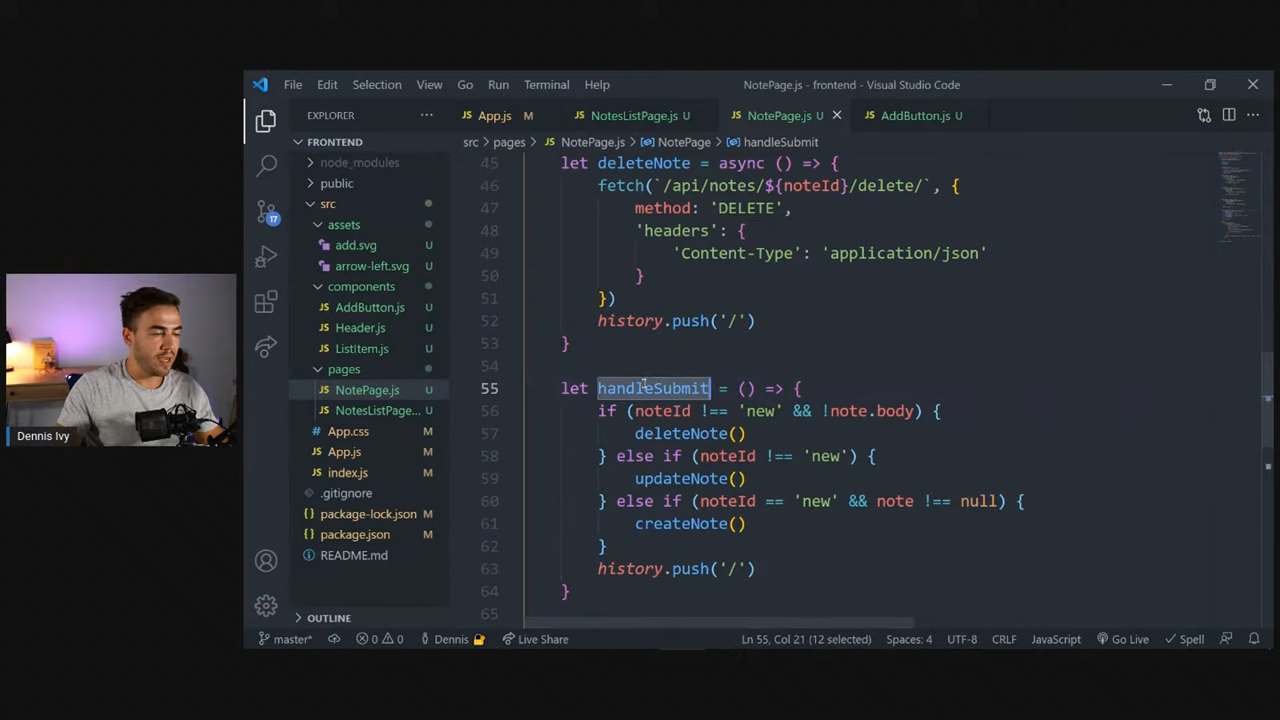 File Edit Selection View Go Run Terminal Help
NotePage.js - frontend - Visual Studio Code
EXPLORER
App.js M
NotesListPage.js U
NotePage.js U
AddButton.js U
FRONTEND
src > pages > NotePage.js > NotePage > handleSubmit
node_modules
public
src
assets
add.svg U
arrow-left.svg U
components
AddButton.js U
Header.js U
ListItem.js U
pages
NotePage.js U
NotesListPage... U
App.css M
App.js M
index.js M
.gitignore
package-lock.json M
package.json M
README.md
OUTLINE
17
45 let deleteNote = async () => {
46 fetch(`/api/notes/${noteId}/delete/`, {
47 method: 'DELETE',
48 'headers': {
49 'Content-Type': 'application/json'
50 }
51 })
52 history.push('/')
53 }
54
55 let handleSubmit = () => {
56 if (noteId !== 'new' && !note.body) {
57 deleteNote()
58 } else if (noteId !== 'new') {
59 updateNote()
60 } else if (noteId == 'new' && note !== null) {
61 createNote()
62 }
63 history.push('/')
64 }
65
Dennis Ivy
master* 0 0 Dennis Live Share
Ln 55, Col 21 (12 selected) Spaces: 4 UTF-8 CRLF JavaScript Go Live Spell